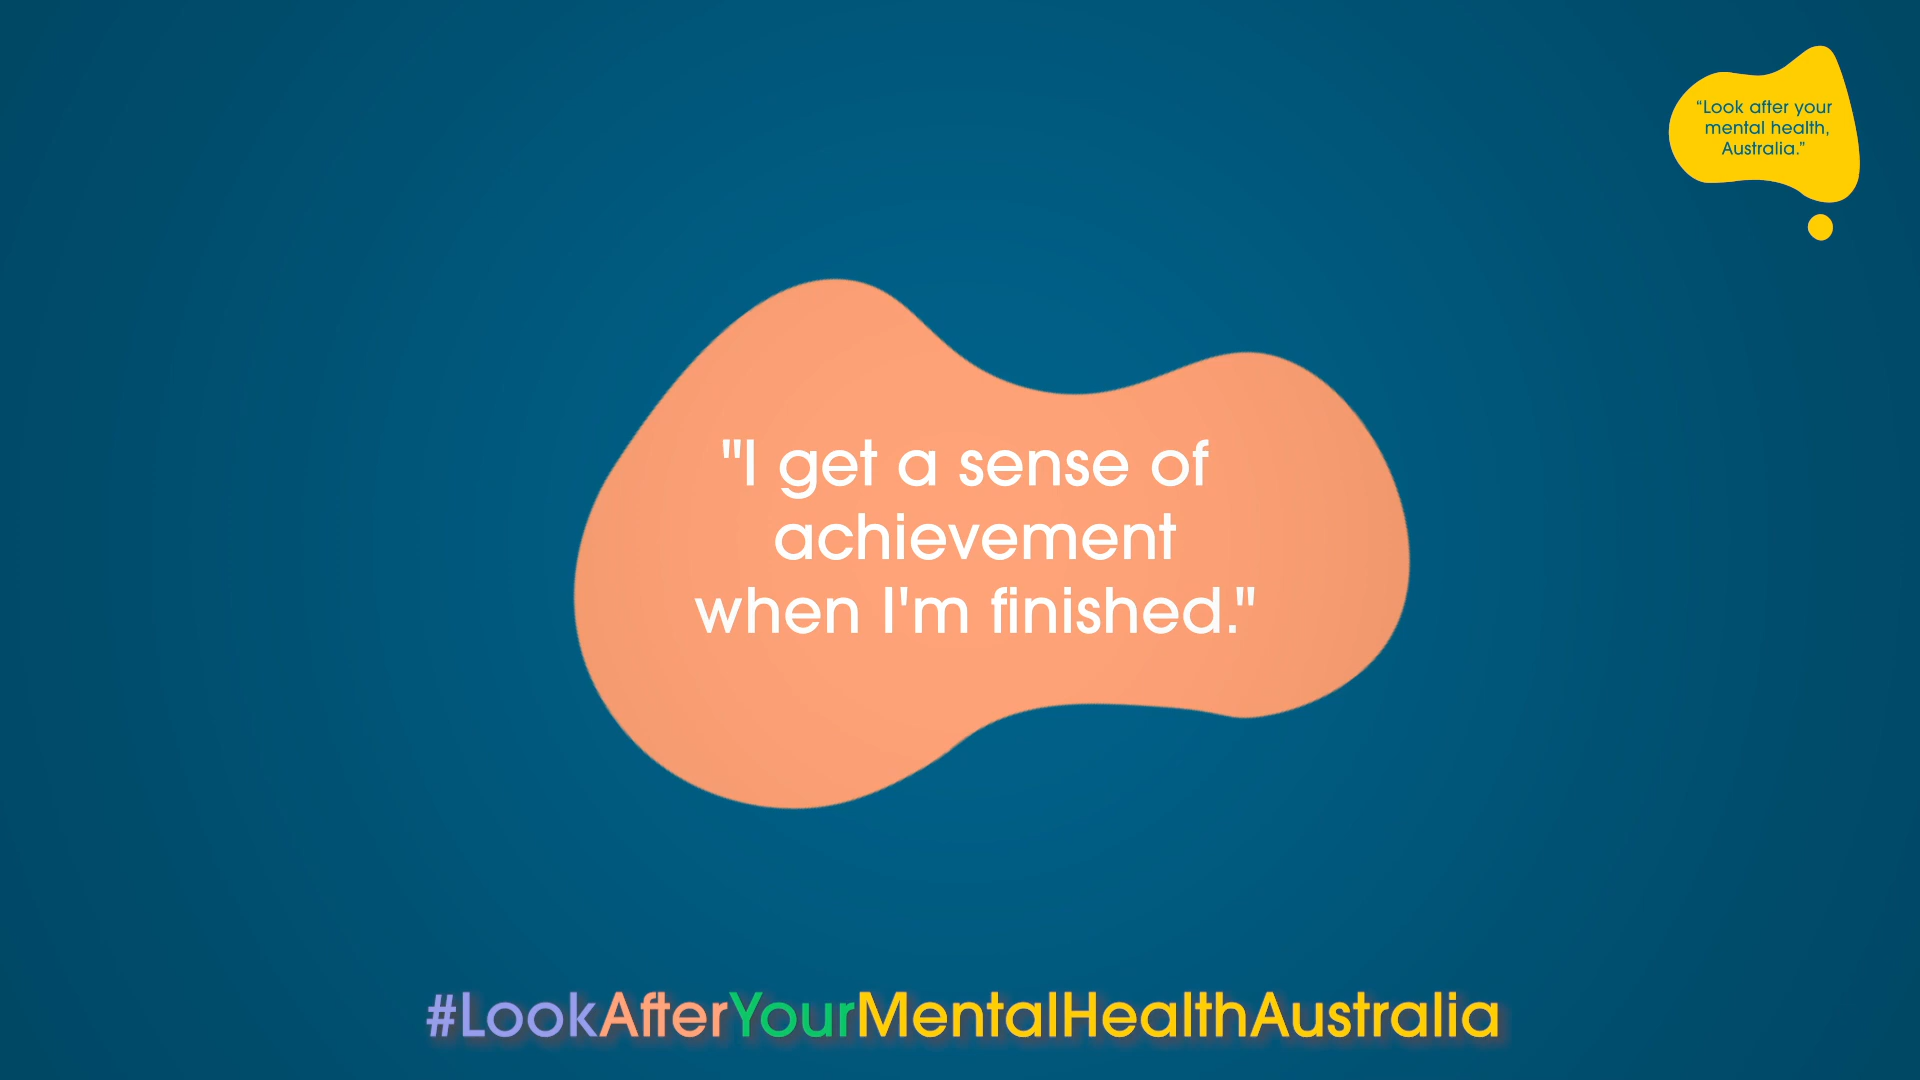 “Look after your
mental health,
Australia.”
"I get a sense of
achievement
when I'm finished."
#LookAfterYourMentalHealthAustralia